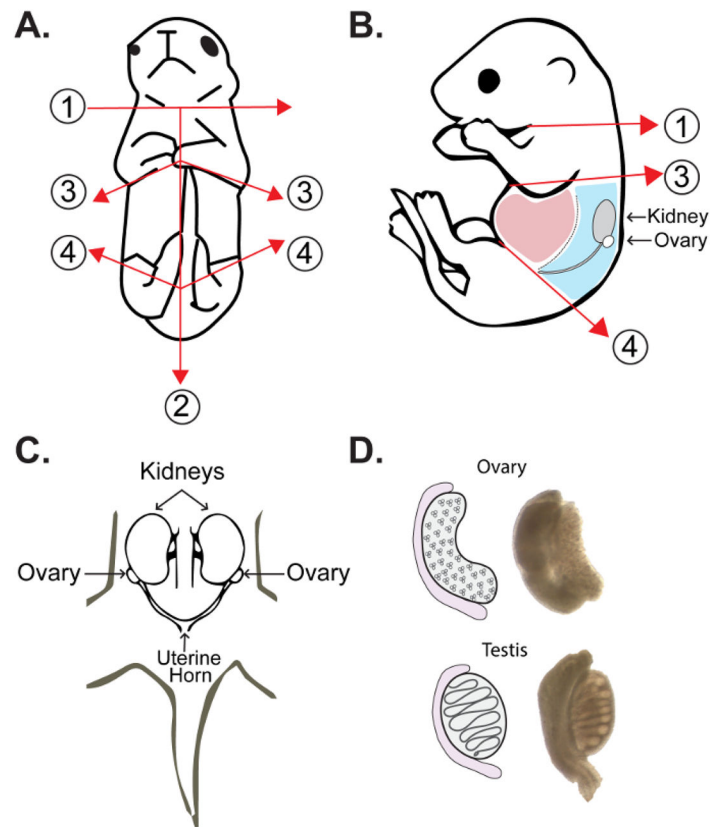 A.
B.
1
1
3
3
3
Kidney
Ovary
4
4
4
2
C.
D.
Kidneys
Ovary
Ovary
Ovary
Uterine
Horn
Testis